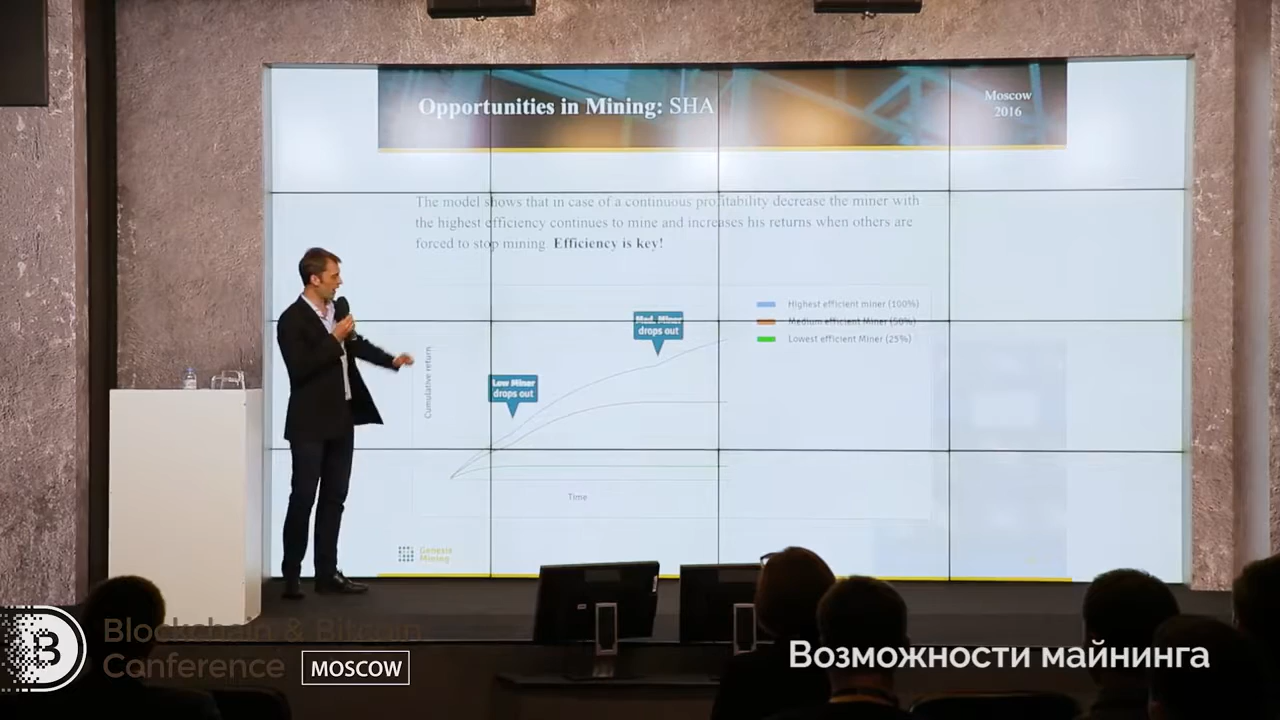 Opportunities in Mining: SHA
Moscow
2016
The model shows that in case of a continuous profitability decrease the miner with
the highest efficiency continues to mine and increases his returns when others are
forced to stop mining. Efficiency is key!
Highest efficient miner (100%)
Medium efficient Miner (50%)
Lowest efficient Miner (25%)
Med. Miner
drops out
Low Miner
drops out
Cumulative return
Time
Genesis
Mining
B
Blockchain & Bitcoin
Conference
MOSCOW
Возможности майнинга